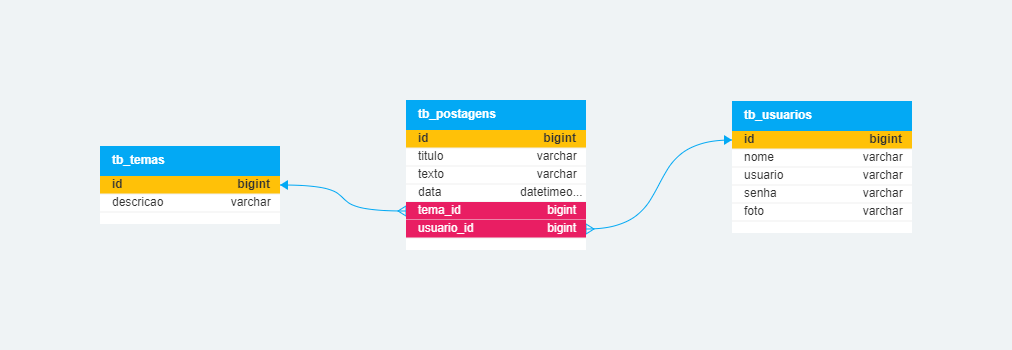 tb_temas
id bigint
descricao varchar
tb_postagens
id bigint
titulo varchar
texto varchar
data datetimeo...
tema_id bigint
usuario_id bigint
tb_usuarios
id bigint
nome varchar
usuario varchar
senha varchar
foto varchar